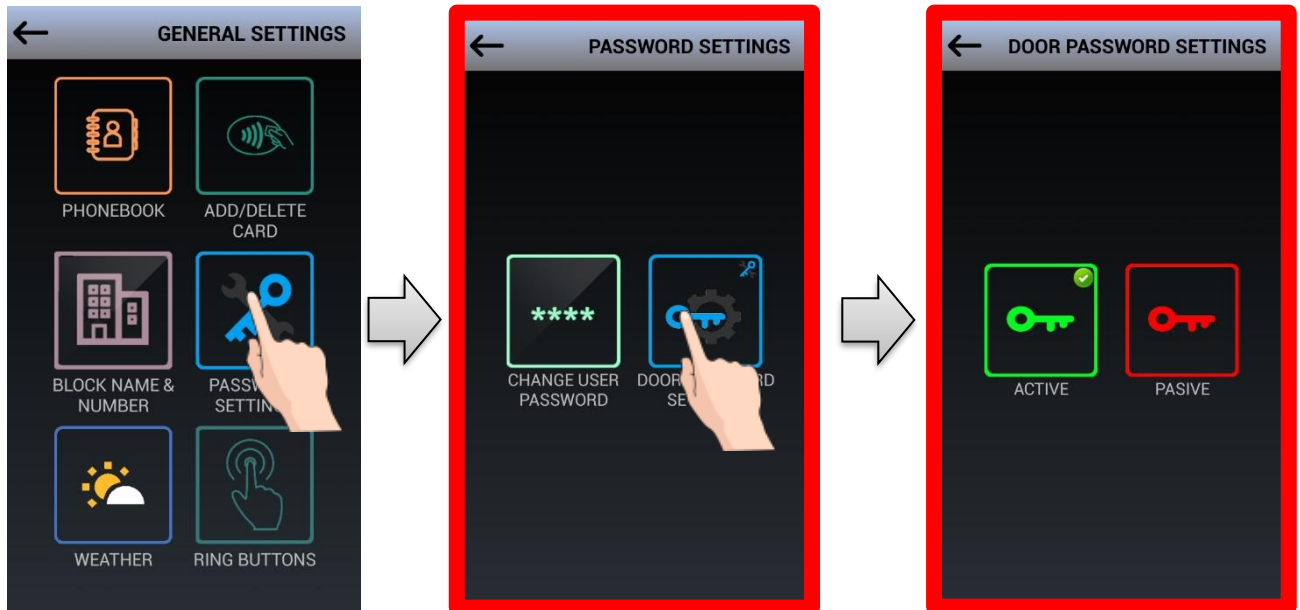 GENERAL SETTINGS
PHONEBOOK
ADD/DELETE
CARD
BLOCK NAME &
NUMBER
WEATHER
RING BUTTONS
PASSWORD SETTINGS
****
CHANGE USER
PASSWORD
DOOR
DOOR PASSWORD SETTINGS
ACTIVE
PASIVE